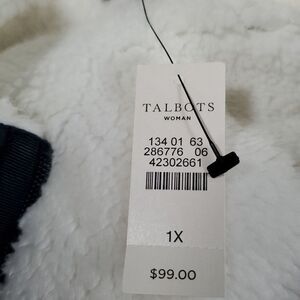 TALBOTS
WOMAN
134 01 63
286776 06
42302661
1X
$99.00